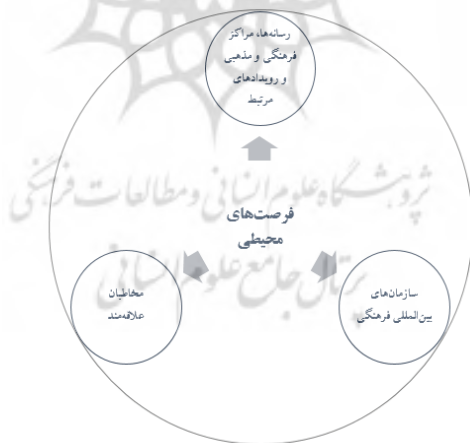 رسانه‌ها، مراکز
فرهنگی و مذهبی
و رویدادهای
مرتبط
پژوهشگاه علوم انسانی و مطالعات فرهنگی
فرصت‌های
محیطی
پرتال جامع علوم انسانی
مخاطبان
علاقه‌مند
سازمان‌های
بین‌المللی فرهنگی